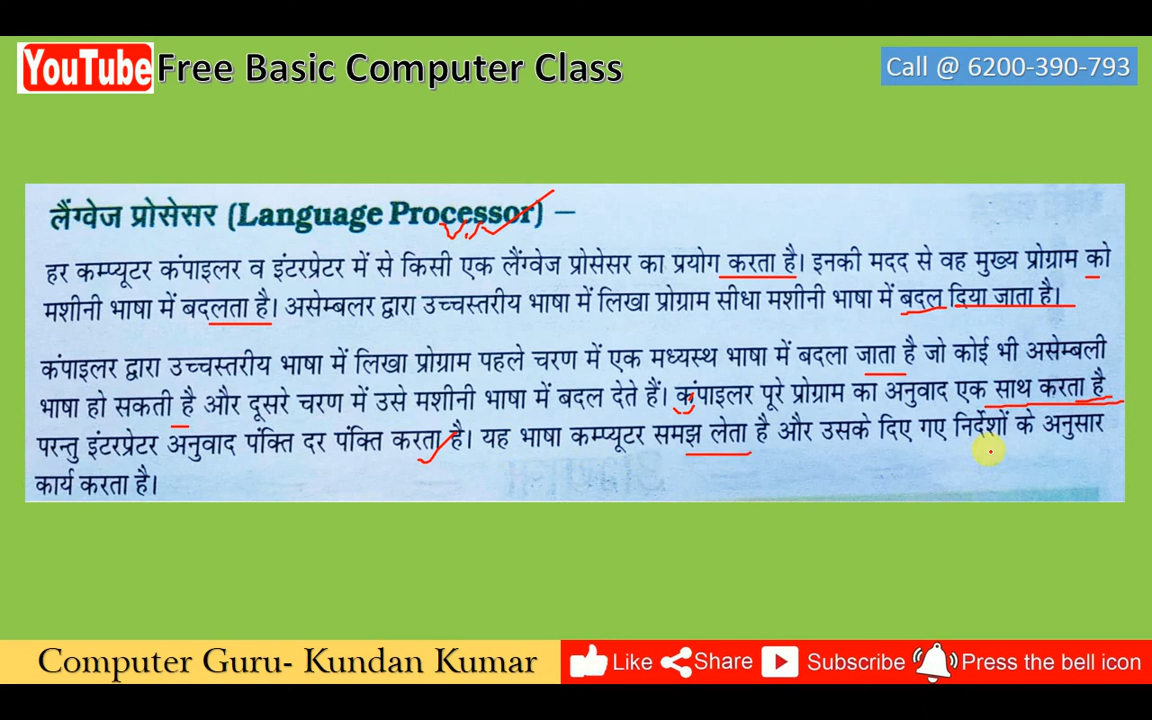 YouTube Free Basic Computer Class
Call @ 6200-390-793
लैंग्वेज प्रोसेसर (Language Processor) –
V.I.
हर कम्प्यूटर कंपाइलर व इंटरप्रेटर में से किसी एक लैंग्वेज प्रोसेसर का प्रयोग करता है। इनकी मदद से वह मुख्य प्रोग्राम को
मशीनी भाषा में बदलता है। असेम्बलर द्वारा उच्चस्तरीय भाषा में लिखा प्रोग्राम सीधा मशीनी भाषा में बदल दिया जाता है।
कंपाइलर द्वारा उच्चस्तरीय भाषा में लिखा प्रोग्राम पहले चरण में एक मध्यस्थ भाषा में बदला जाता है जो कोई भी असेम्बली
भाषा हो सकती है और दूसरे चरण में उसे मशीनी भाषा में बदल देते हैं। कंपाइलर पूरे प्रोग्राम का अनुवाद एक साथ करता है
परन्तु इंटरप्रेटर अनुवाद पंक्ति दर पंक्ति करता है। यह भाषा कम्प्यूटर समझ लेता है और उसके दिए गए निर्देशों के अनुसार
कार्य करता है।
Computer Guru- Kundan Kumar
Like Share Subscribe Press the bell icon